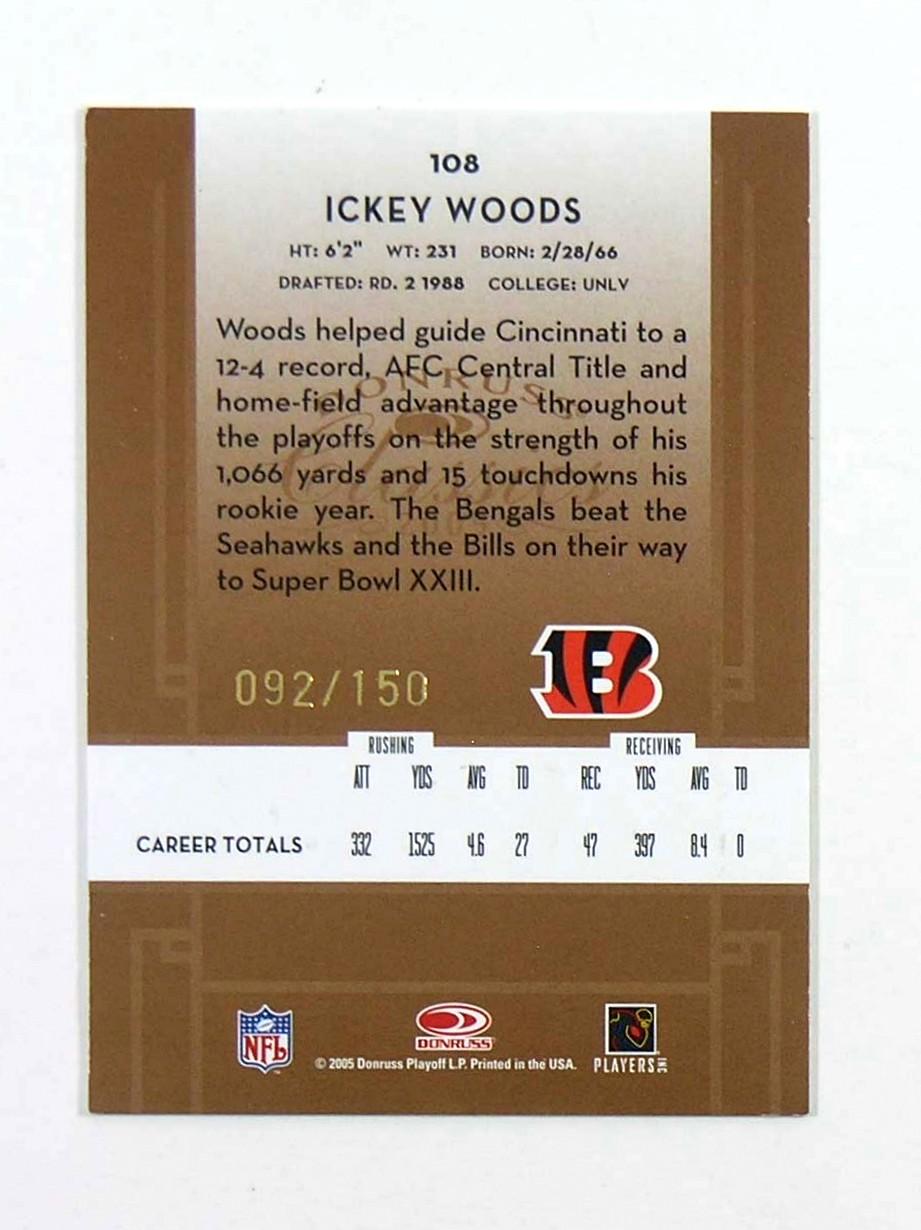 108
ICKEY WOODS
HT: 6'2" WT: 231 BORN: 2/28/66
DRAFTED: RD. 2 1988 COLLEGE: UNLV
Woods helped guide Cincinnati to a
12-4 record, AFC Central Title and
home-field advantage throughout
the playoffs on the strength of his
1,066 yards and 15 touchdowns his
rookie year. The Bengals beat the
Seahawks and the Bills on their way
to Super Bowl XXIII.
DONRUSS
Classics
092/150
B
RUSHING RECEIVING
ATT YDS AVG TD REC YDS AVG TD
CAREER TOTALS 332 1525 4.6 27 47 397 8.4 0
NFL
DONRUSS
PLAYERS INC
© 2005 Donruss Playoff L.P. Printed in the USA.